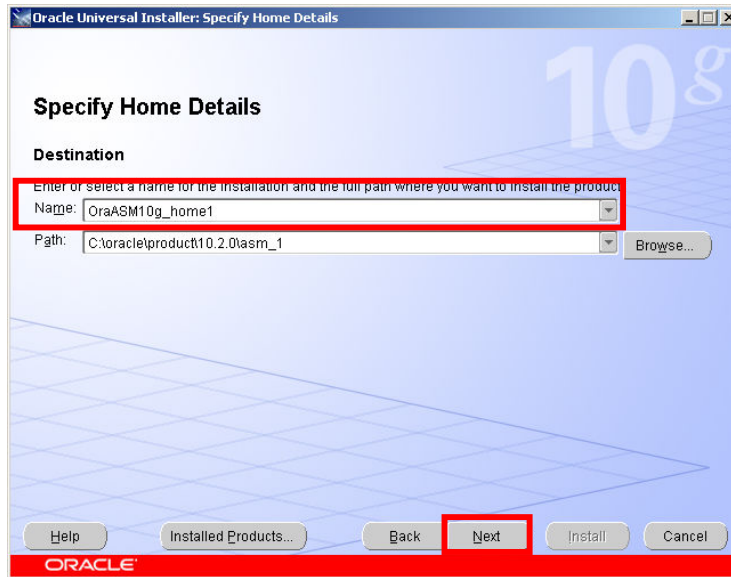 Oracle Universal Installer: Specify Home Details
10g
Specify Home Details
Destination
Enter or select a name for the installation and the full path where you want to install the product.
Name: OraASM10g_home1
Path: C:\oracle\product\10.2.0\asm_1 Browse...
Help Installed Products... Back Next Install Cancel
ORACLE